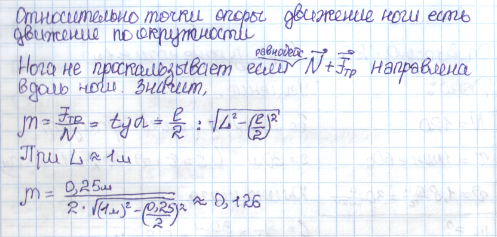 Относительно точки опоры движение ноги есть
движение по окружности
равнодейс
Нога не проскальзывает если N⃗ + F⃗тр направлена
вдоль ноги. Значит,
m = Fтр/N = tgα = l/2 : √(L² - (l/2)²)
При L ≈ 1м
m = 0,25м / (2 · √((1м)² - (0,25/2)²)) ≈ 0,126